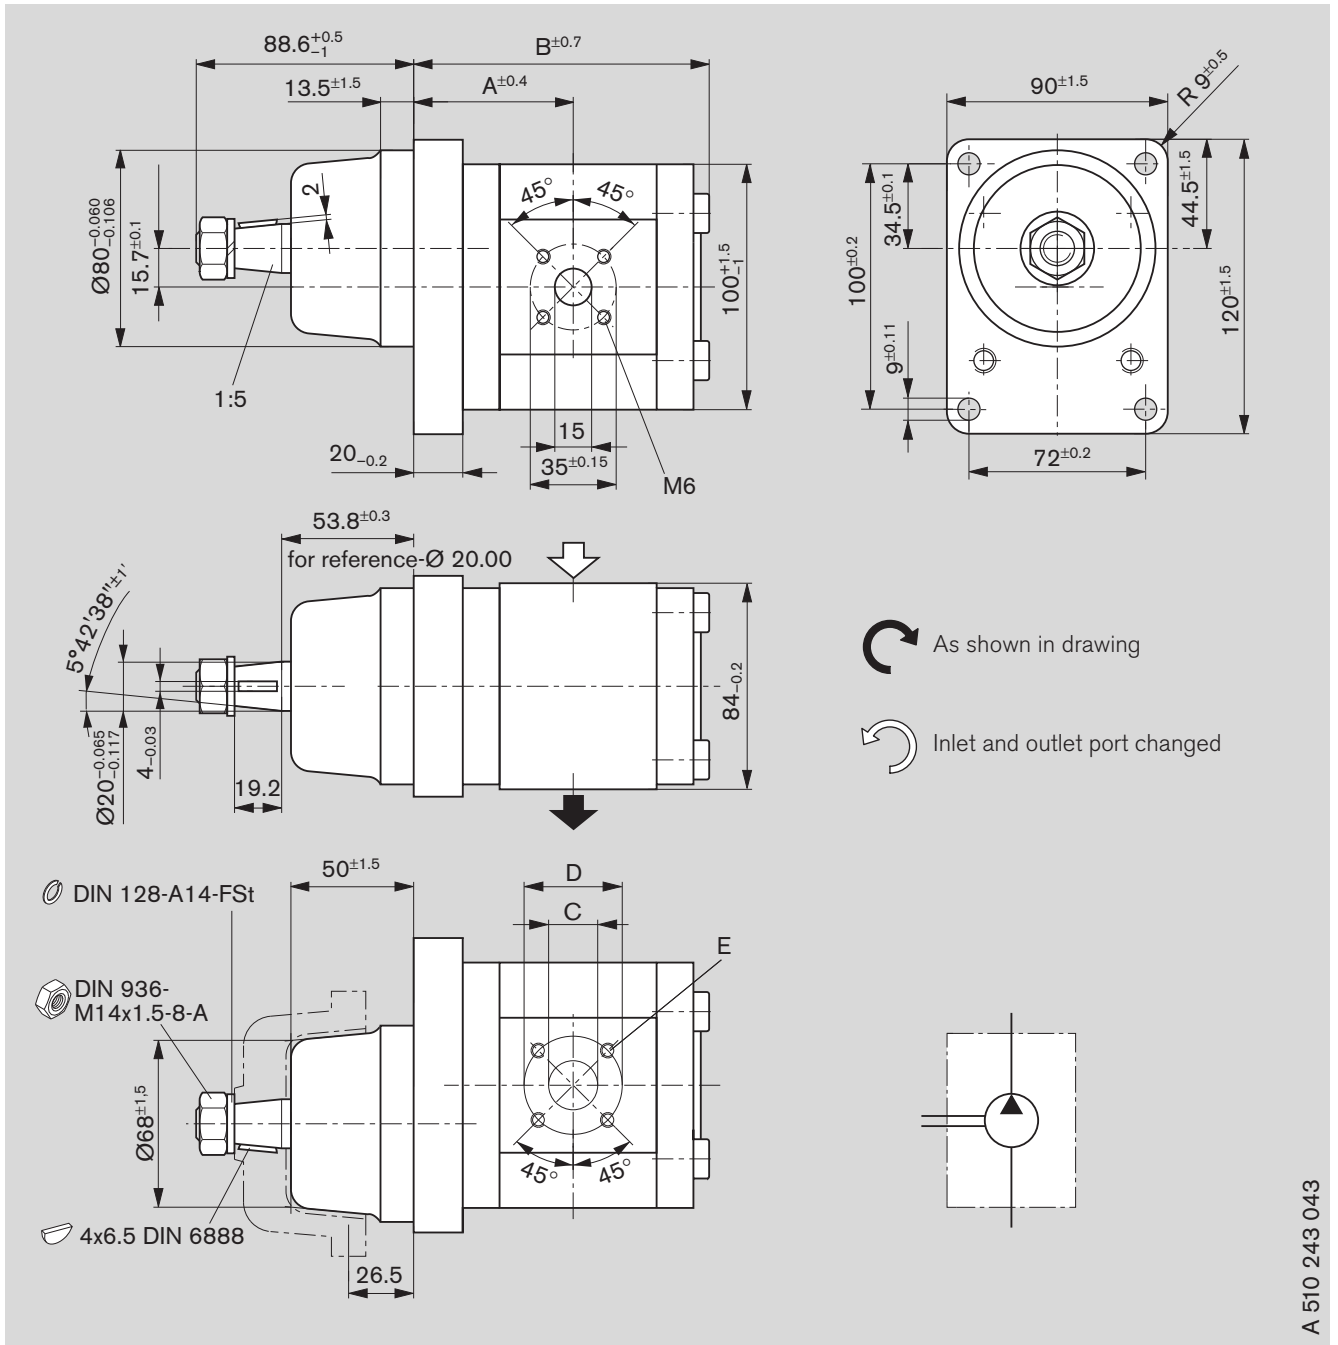 88.6+0.5 −1
B±0.7
13.5±1.5
A±0.4
90±1.5
R 9±0.5
Ø80−0.060 −0.106
15.7±0.1
2
45° 45°
100+1.5 −1
34.5±0.1
44.5±1.5
100±0.2
120±1.5
9±0.11
1:5
20−0.2
15
35±0.15
M6
72±0.2
53.8±0.3
for reference-Ø 20.00
5°42'38"±1'
Ø20−0.065 −0.117
4−0.03
19.2
84−0.2
As shown in drawing
Inlet and outlet port changed
50±1.5
D
C
E
DIN 128-A14-FSt
DIN 936-
M14x1.5-8-A
Ø68±1,5
45° 45°
4x6.5 DIN 6888
26.5
A 510 243 043